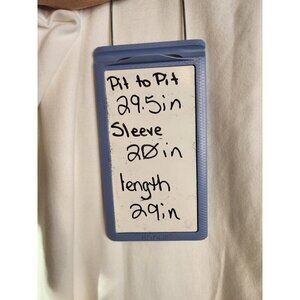 Pit to Pit
29.5in
Sleeve
20in
length
29in